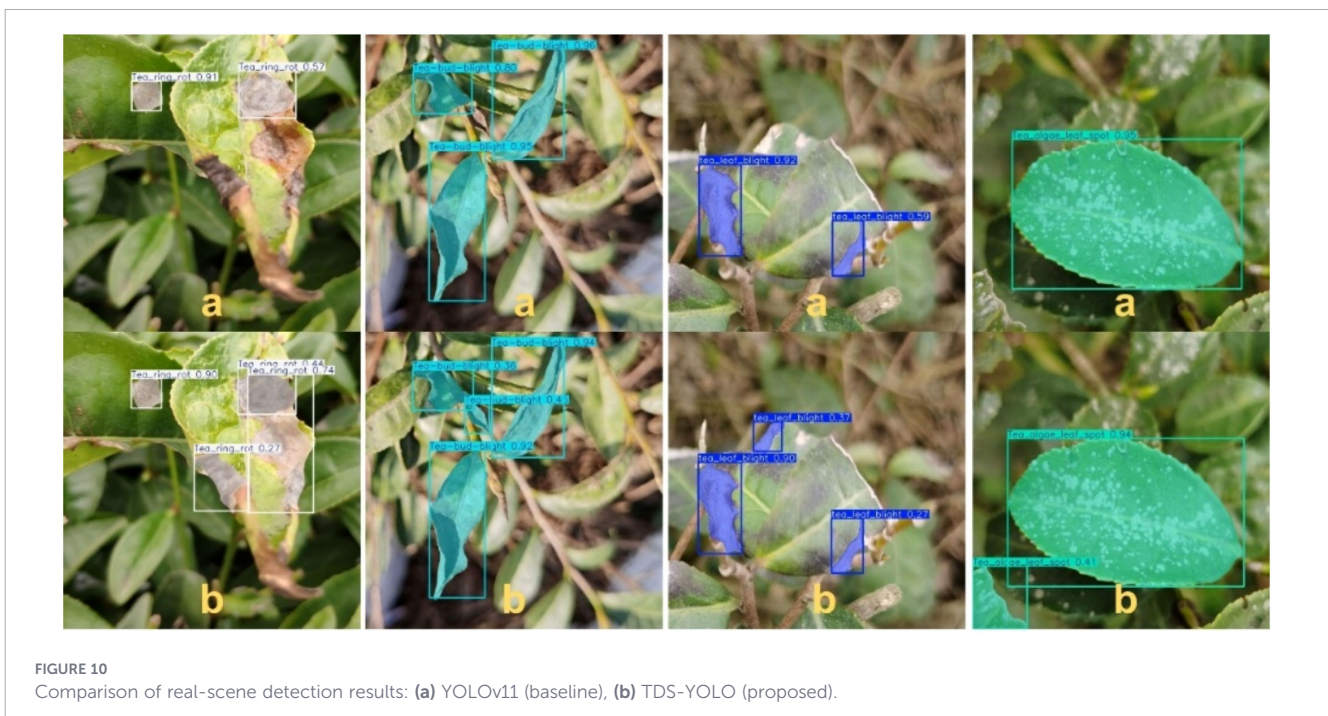 Tea_ring_rot 0.91
Tea_ring_rot 0.57
Tea-bud-blight 0.96
Tea-bud-blight 0.80
Tea-bud-blight 0.95
tea_leaf_blight 0.92
tea_leaf_blight 0.59
Tea_algae_leaf_spot 0.95
a
a
a
a
Tea_ring_rot 0.90
Tea_ring_rot 0.44
Tea_ring_rot 0.74
Tea_ring_rot 0.27
Tea-bud-blight 0.94
Tea-bud-blight 0.36
Tea-bud-blight
Tea-bud-blight 0.92
tea_leaf_blight 0.37
tea_leaf_blight 0.90
tea_leaf_blight 0.27
Tea_algae_leaf_spot 0.94
Tea_algae_leaf_spot 0.41
b
b
b
b
FIGURE 10
Comparison of real-scene detection results: (a) YOLOv11 (baseline), (b) TDS-YOLO (proposed).